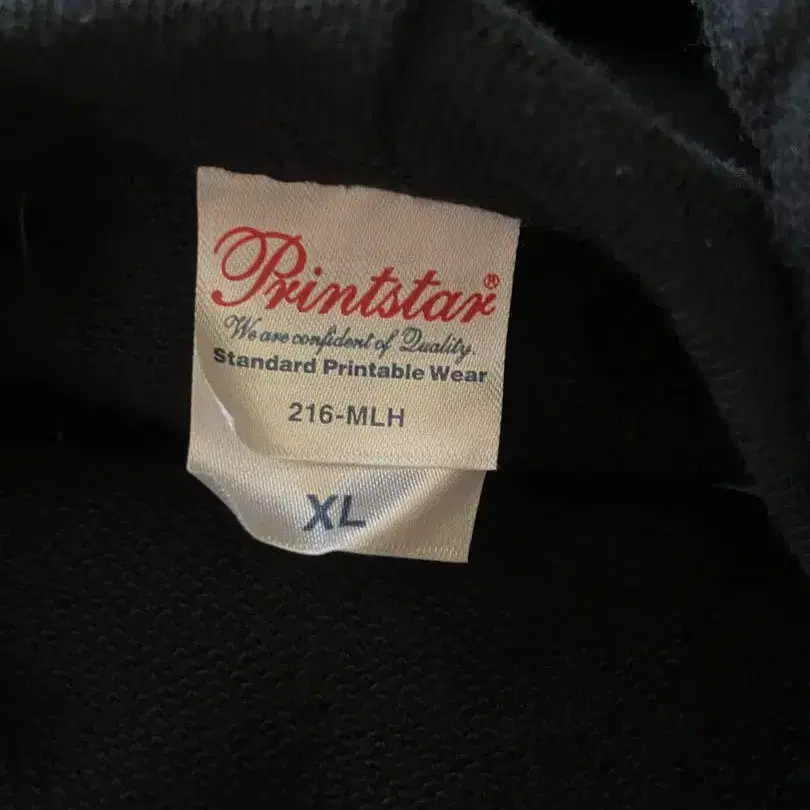 Printstar®
We are confident of Quality.
Standard Printable Wear
216-MLH
XL